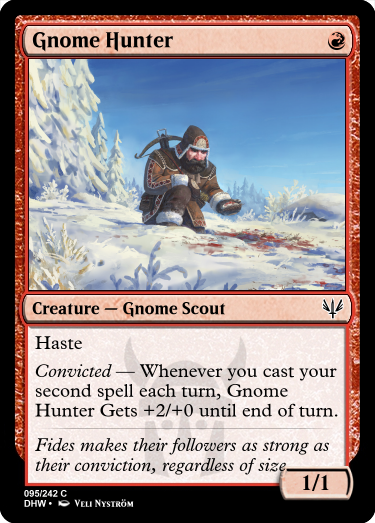 Gnome Hunter
Creature — Gnome Scout
Haste
Convicted — Whenever you cast your
second spell each turn, Gnome
Hunter Gets +2/+0 until end of turn.
Fides makes their followers as strong as
their conviction, regardless of size.
1/1
095/242 C
DHW • Veli Nyström